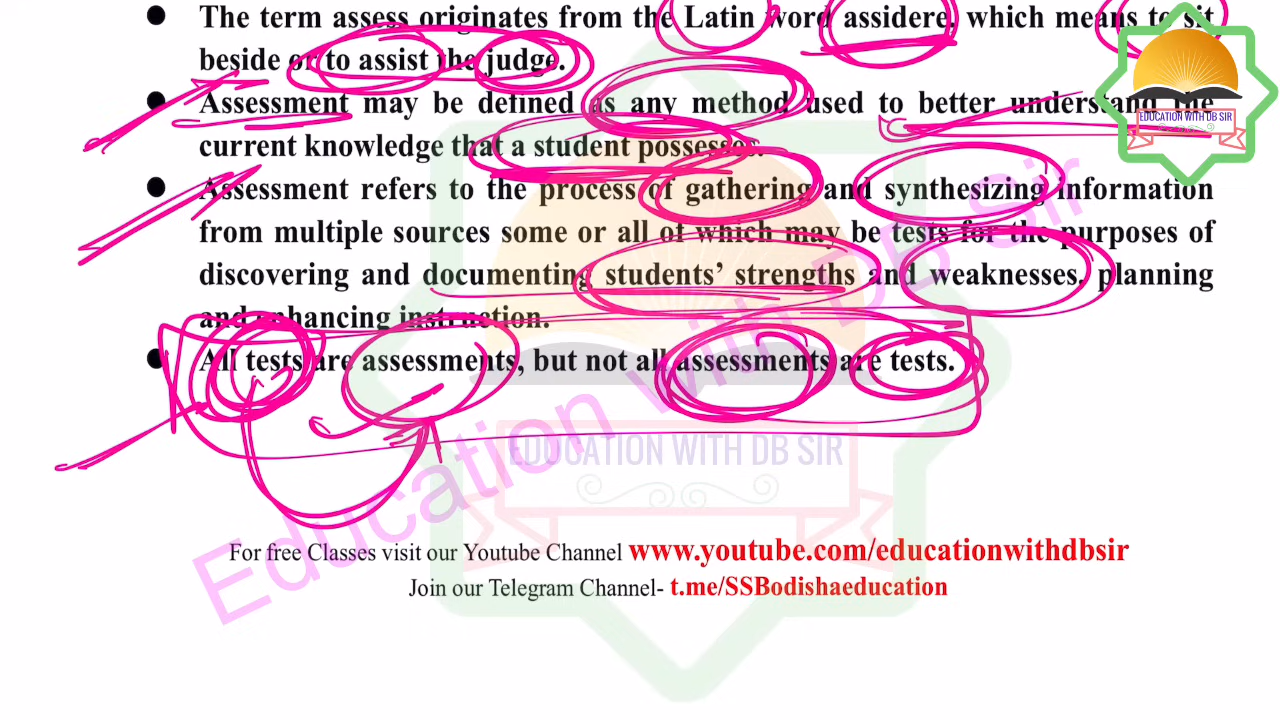 The term assess originates from the Latin word assidere, which means to sit
beside or to assist the judge.
Assessment may be defined as any method used to better understand the
current knowledge that a student possesses.
Assessment refers to the process of gathering and synthesizing information
from multiple sources some or all of which may be tests for the purposes of
discovering and documenting students’ strengths and weaknesses, planning
and enhancing instruction.
All tests are assessments, but not all assessments are tests.
EDUCATION WITH DB SIR
EDUCATION WITH DB SIR
Education with DB Sir
For free Classes visit our Youtube Channel www.youtube.com/educationwithdbsir
Join our Telegram Channel- t.me/SSBodishaeducation